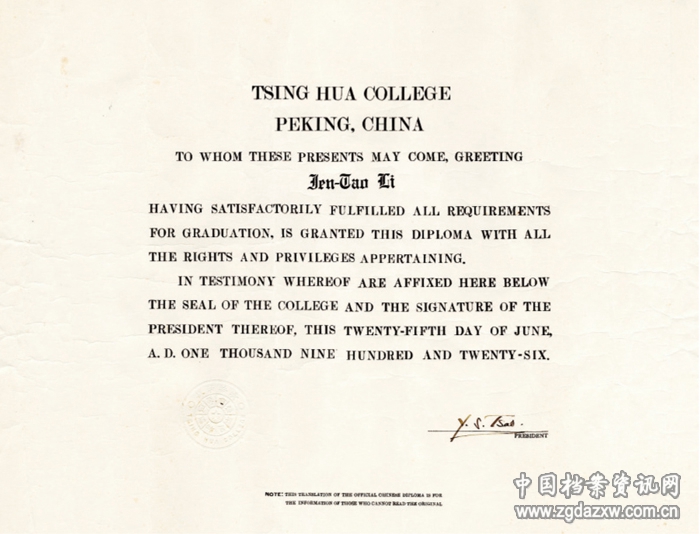 TSING HUA COLLEGE
PEKING, CHINA
TO WHOM THESE PRESENTS MAY COME, GREETING
Jen-Tao Li
HAVING SATISFACTORILY FULFILLED ALL REQUIREMENTS
FOR GRADUATION, IS GRANTED THIS DIPLOMA WITH ALL
THE RIGHTS AND PRIVILEGES APPERTAINING.
IN TESTIMONY WHEREOF ARE AFFIXED HERE BELOW
THE SEAL OF THE COLLEGE AND THE SIGNATURE OF THE
PRESIDENT THEREOF, THIS TWENTY-FIFTH DAY OF JUNE,
A. D. ONE THOUSAND NINE HUNDRED AND TWENTY-SIX.
Y. S. Tsao.
PRESIDENT
NOTE: THIS TRANSLATION OF THE OFFICIAL CHINESE DIPLOMA IS FOR
THE INFORMATION OF THOSE WHO CANNOT READ THE ORIGINAL
中国档案资讯网
www.zgdazxw.com.cn